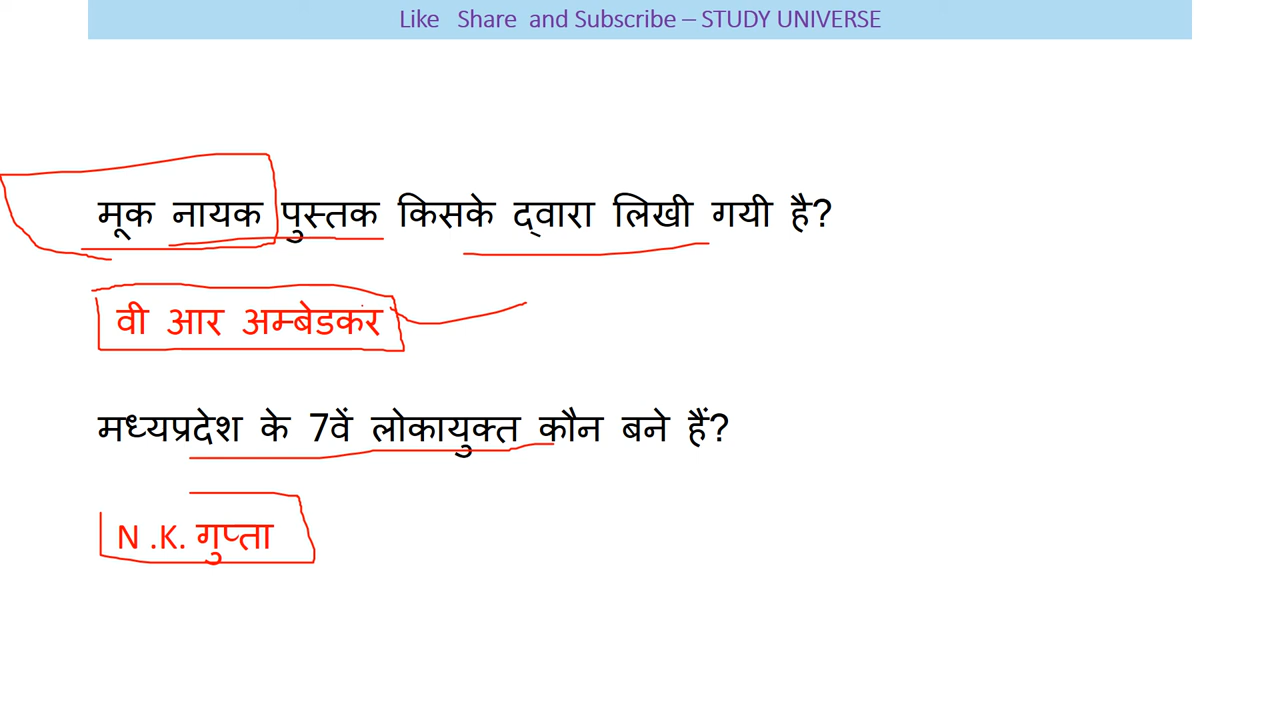 Like Share and Subscribe – STUDY UNIVERSE
मूक नायक पुस्तक किसके द्वारा लिखी गयी है?
वी आर अम्बेडकर
मध्यप्रदेश के 7वें लोकायुक्त कौन बने हैं?
N .K. गुप्ता